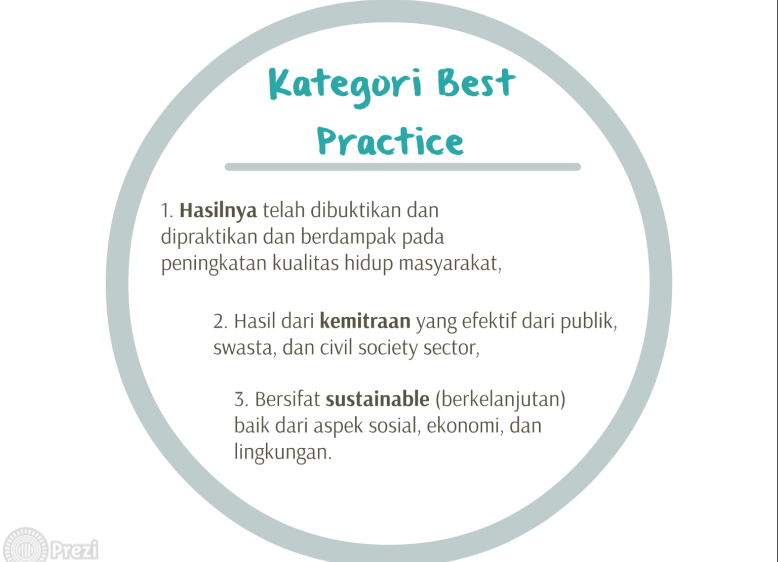 Kategori Best
Practice
1. Hasilnya telah dibuktikan dan
dipraktikan dan berdampak pada
peningkatan kualitas hidup masyarakat,
2. Hasil dari kemitraan yang efektif dari publik,
swasta, dan civil society sector,
3. Bersifat sustainable (berkelanjutan)
baik dari aspek sosial, ekonomi, dan
lingkungan.
Prezi